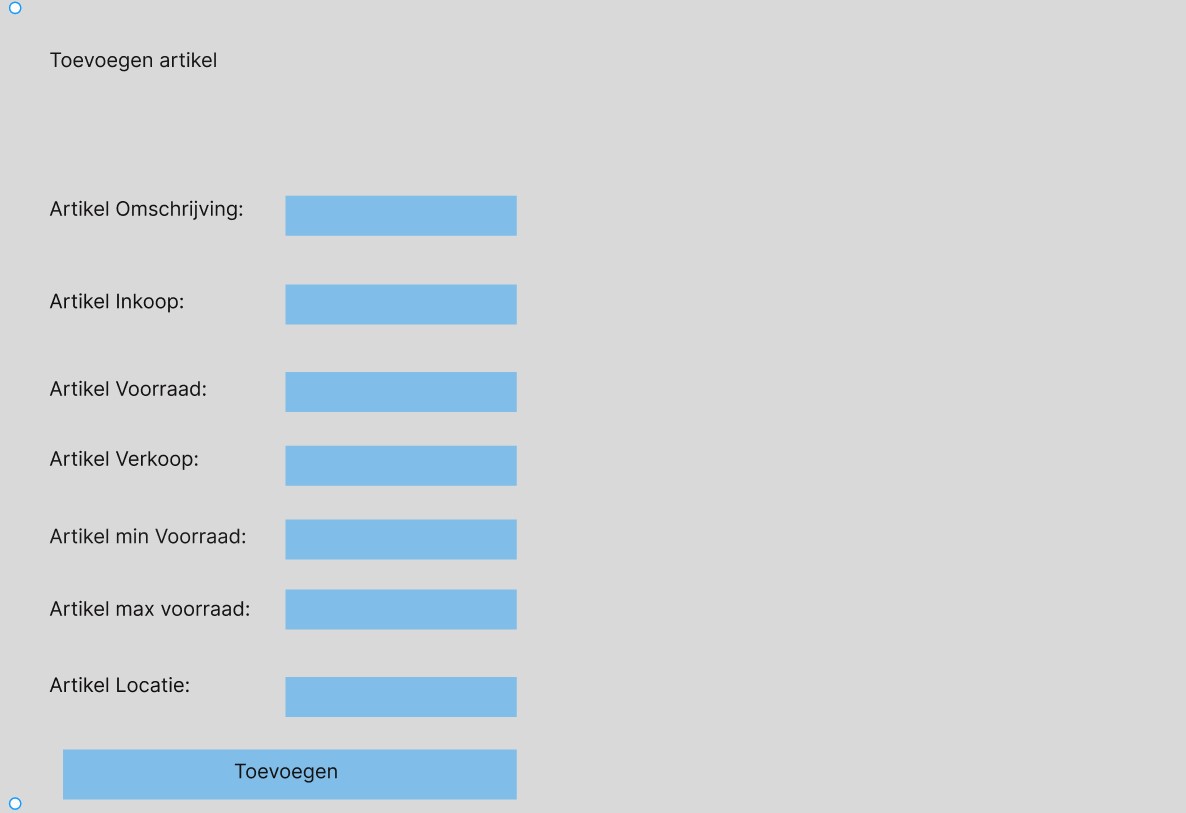 Toevoegen artikel
Artikel Omschrijving:
Artikel Inkoop:
Artikel Voorraad:
Artikel Verkoop:
Artikel min Voorraad:
Artikel max voorraad:
Artikel Locatie:
Toevoegen